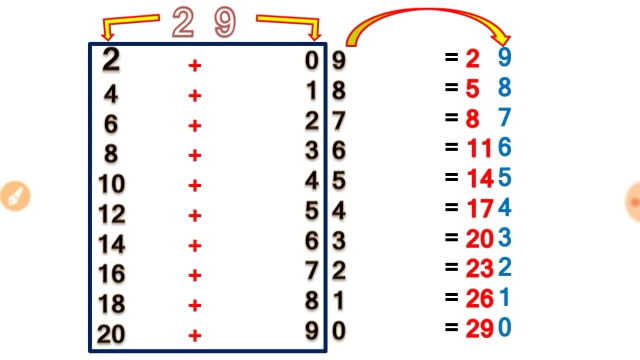 2 9
2 + 0 9 = 2 9
4 + 1 8 = 5 8
6 + 2 7 = 8 7
8 + 3 6 = 11 6
10 + 4 5 = 14 5
12 + 5 4 = 17 4
14 + 6 3 = 20 3
16 + 7 2 = 23 2
18 + 8 1 = 26 1
20 + 9 0 = 29 0